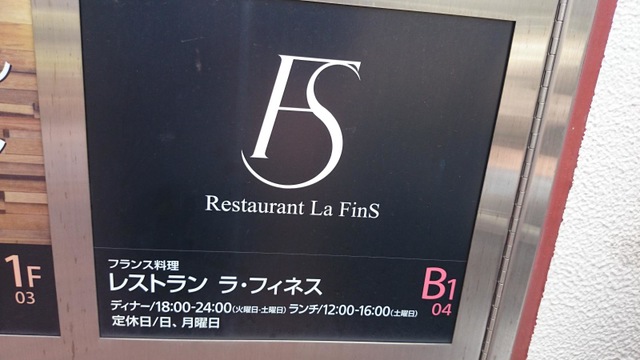 FS
Restaurant La FinS
フランス料理
レストラン ラ・フィネス
ディナー/18:00-24:00(火曜日-土曜日) ランチ/12:00-16:00(土曜日)
定休日/日、月曜日
B1
04
1F
03